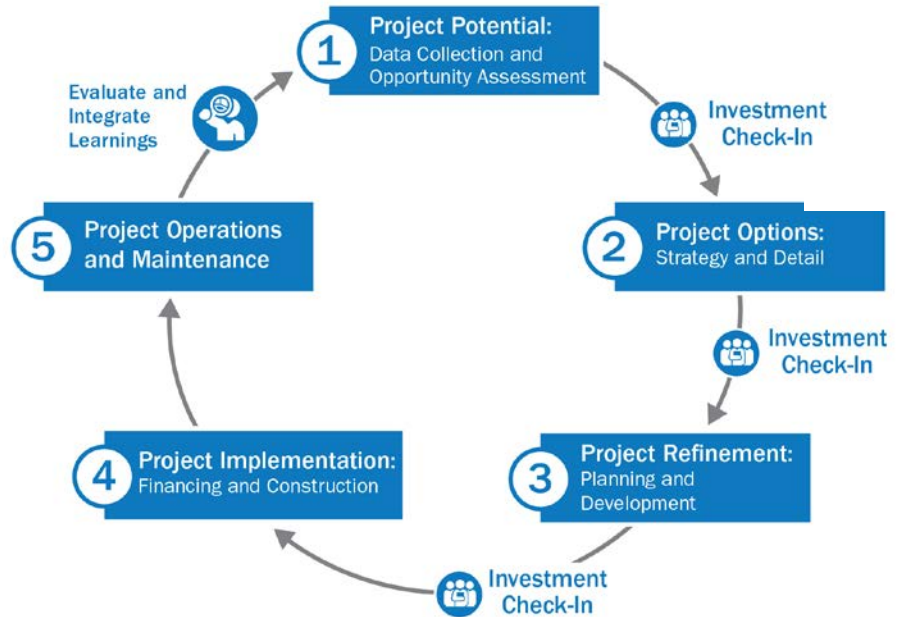 1
Project Potential:
Data Collection and
Opportunity Assessment
Investment
Check-In
2
Project Options:
Strategy and Detail
Investment
Check-In
3
Project Refinement:
Planning and
Development
Investment
Check-In
4
Project Implementation:
Financing and Construction
5
Project Operations
and Maintenance
Evaluate and
Integrate
Learnings